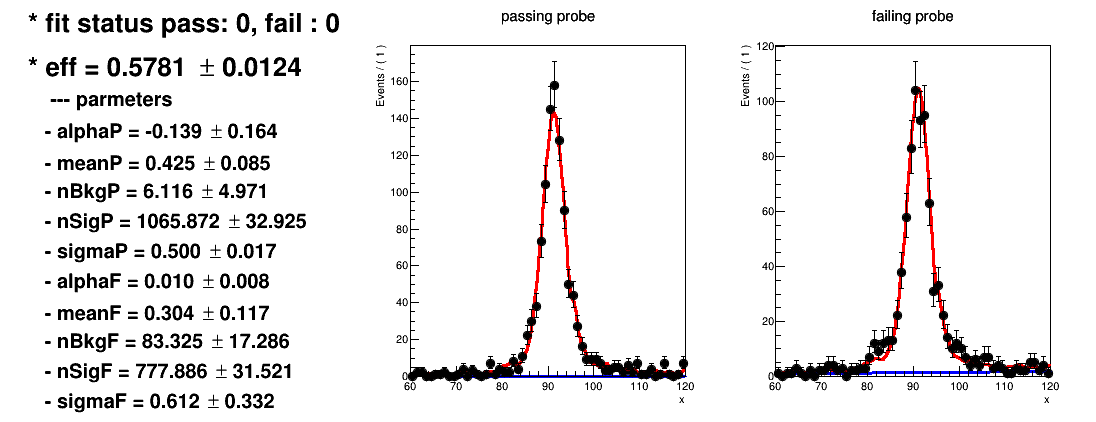 * fit status pass: 0, fail : 0
* eff = 0.5781 ± 0.0124
--- parmeters
- alphaP = -0.139 ± 0.164
- meanP = 0.425 ± 0.085
- nBkgP = 6.116 ± 4.971
- nSigP = 1065.872 ± 32.925
- sigmaP = 0.500 ± 0.017
- alphaF = 0.010 ± 0.008
- meanF = 0.304 ± 0.117
- nBkgF = 83.325 ± 17.286
- nSigF = 777.886 ± 31.521
- sigmaF = 0.612 ± 0.332
passing probe
Events / ( 1 )
160
140
120
100
80
60
40
20
0
60 70 80 90 100 110 120
x
failing probe
Events / ( 1 )
120
100
80
60
40
20
0
60 70 80 90 100 110 120
x